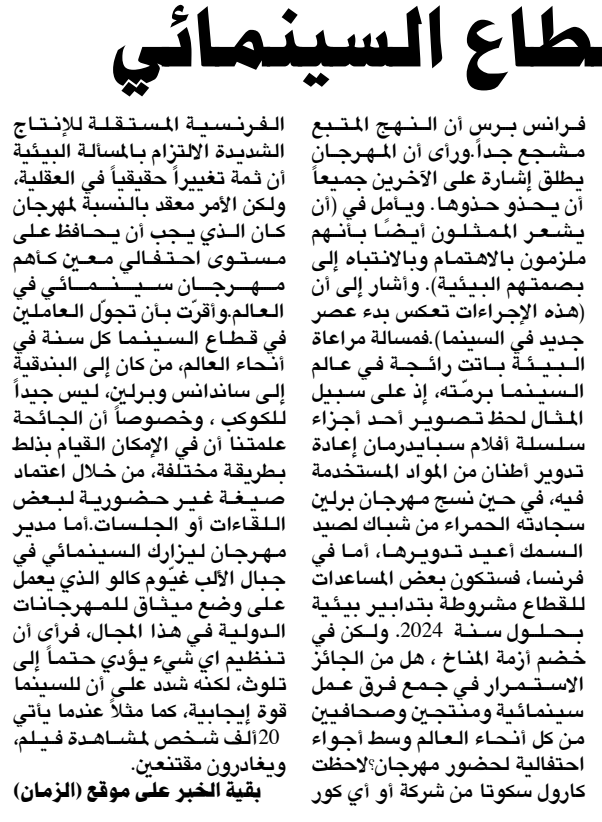 ـطاع السينمائي
فرانس برس أن النهج المتبع
مشجع جداً.ورأى أن المهرجان
يطلق إشارة على الآخرين جميعاً
أن يحذو حذوها. ويأمل في (أن
يشعر الممثلون أيضًا بأنهم
ملزمون بالاهتمام وبالانتباه إلى
بصمتهم البيئية). وأشار إلى أن
(هذه الإجراءات تعكس بدء عصر
جديد في السينما).فمسالة مراعاة
البيئة باتت رائجة في عالم
السينما برمّته، إذ على سبيل
المثال لحظ تصوير أحد أجزاء
سلسلة أفلام سبايدرمان إعادة
تدوير أطنان من المواد المستخدمة
فيه، في حين نسج مهرجان برلين
سجادته الحمراء من شباك لصيد
السمك أعيد تدويرها، أما في
فرنسا، فستكون بعض المساعدات
للقطاع مشروطة بتدابير بيئية
بحلول سنة 2024. ولكن في
خضم أزمة المناخ ، هل من الجائز
الاستمرار في جمع فرق عمل
سينمائية ومنتجين وصحافيين
من كل أنحاء العالم وسط أجواء
احتفالية لحضور مهرجان؟لاحظت
كارول سكوتا من شركة أو أي كور
الفرنسية المستقلة للإنتاج
الشديدة الالتزام بالمسألة البيئية
أن ثمة تغييراً حقيقياً في العقلية،
ولكن الأمر معقد بالنسبة لمهرجان
كان الذي يجب أن يحافظ على
مستوى احتفالي معين كأهم
مهرجان سينمائي في
العالم.وأقرّت بأن تجوّل العاملين
في قطاع السينما كل سنة في
أنحاء العالم، من كان إلى البندقية
إلى ساندانس وبرلين، ليس جيداً
للكوكب ، وخصوصاً أن الجائحة
علمتنا أن في الإمكان القيام بذلط
بطريقة مختلفة، من خلال اعتماد
صيغة غير حضورية لبعض
اللقاءات أو الجلسات.أما مدير
مهرجان ليزارك السينمائي في
جبال الألب غيّوم كالو الذي يعمل
على وضع ميثاق للمهرجانات
الدولية في هذا المجال، فرأى أن
تنظيم اي شيء يؤدي حتماً إلى
تلوث، لكنه شدد على أن للسينما
قوة إيجابية، كما مثلاً عندما يأتي
20ألف شخص لمشاهدة فيلم،
ويغادرون مقتنعين.
بقية الخبر على موقع (الزمان)